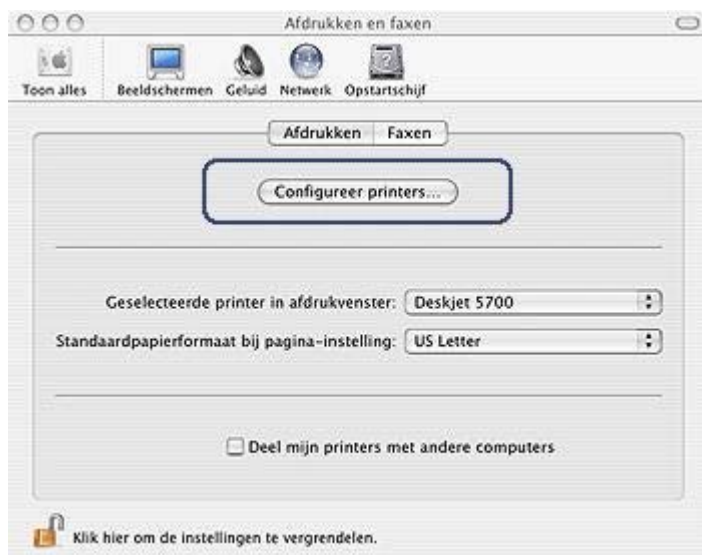 Afdrukken en faxen
Toon alles Beeldschermen Geluid Netwerk Opstartschijf
Afdrukken Faxen
Configureer printers...
Geselecteerde printer in afdrukvenster: Deskjet 5700
Standaardpapierformaat bij pagina-instelling: US Letter
Deel mijn printers met andere computers
Klik hier om de instellingen te vergrendelen.